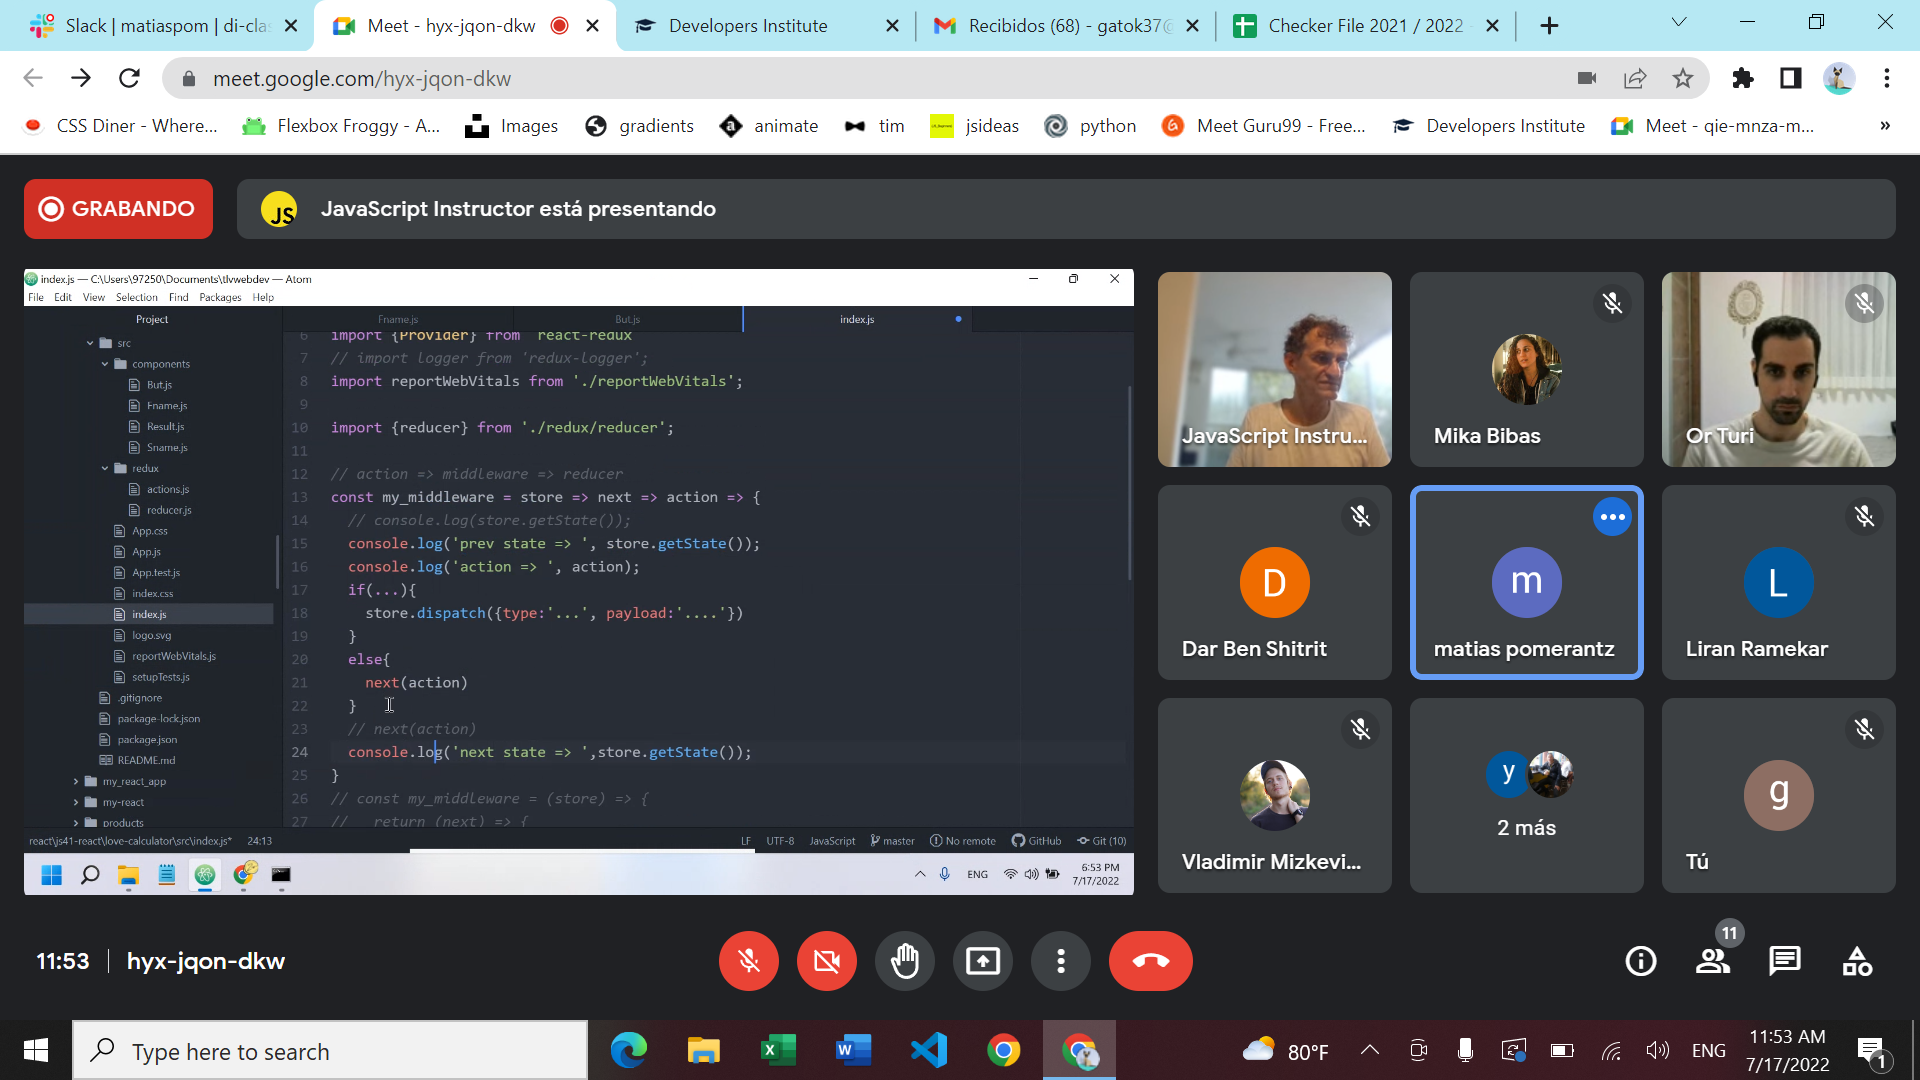 Slack | matiaspom | di-clas
Meet - hyx-jqon-dkw
Developers Institute
Recibidos (68) - gatok37@
Checker File 2021 / 2022 -
meet.google.com/hyx-jqon-dkw
CSS Diner - Where...
Flexbox Froggy - A...
Images
gradients
animate
tim
jsideas
python
Meet Guru99 - Free...
Developers Institute
Meet - qie-mnza-m...
»
GRABANDO
JS
JavaScript Instructor está presentando
index.js — C:\Users\97250\Documents\tlvwebdev — Atom
File Edit View Selection Find Packages Help
Project
src
components
But.js
Fname.js
Result.js
Sname.js
redux
actions.js
reducer.js
App.css
App.js
App.test.js
index.css
index.js
logo.svg
reportWebVitals.js
setupTests.js
.gitignore
package-lock.json
package.json
README.md
my_react_app
my-react
products
Fname.js
But.js
index.js
6 import {Provider} from 'react-redux
7 // import logger from 'redux-logger';
8 import reportWebVitals from './reportWebVitals';
9
10 import {reducer} from './redux/reducer';
11
12 // action => middleware => reducer
13 const my_middleware = store => next => action => {
14 // console.log(store.getState());
15 console.log('prev state => ', store.getState());
16 console.log('action => ', action);
17 if(...){
18 store.dispatch({type:'...', payload:'....'})
19 }
20 else{
21 next(action)
22 }
23 // next(action)
24 console.log('next state => ',store.getState());
25 }
26 // const my_middleware = (store) => {
27 // return (next) => {
react\js41-react\love-calculator\src\index.js* 24:13
LF UTF-8 JavaScript master No remote GitHub Git (10)
ENG
6:53 PM
7/17/2022
JavaScript Instru...
Mika Bibas
Or Turi
D
Dar Ben Shitrit
m
matias pomerantz
L
Liran Ramekar
Vladimir Mizkevi...
y
2 más
g
Tú
11:53 | hyx-jqon-dkw
11
Type here to search
80°F
ENG
11:53 AM
7/17/2022
1